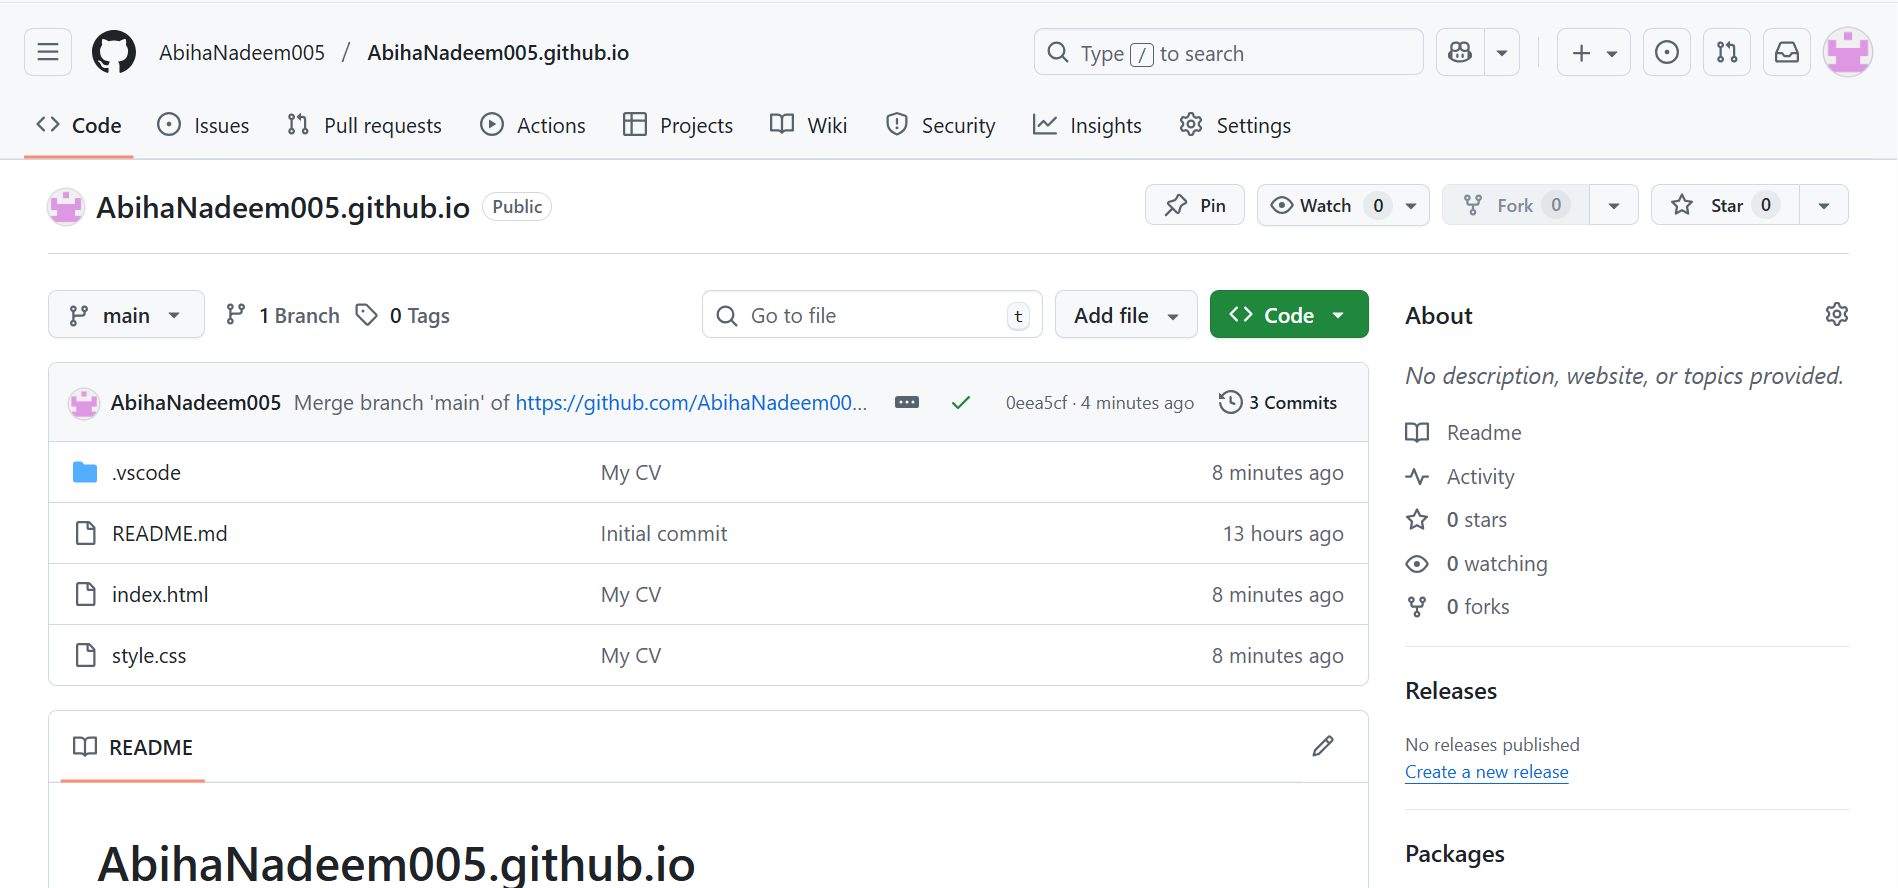 AbihaNadeem005 / AbihaNadeem005.github.io
Type / to search
Code Issues Pull requests Actions Projects Wiki Security Insights Settings
AbihaNadeem005.github.io Public
Pin Watch 0 Fork 0 Star 0
main 1 Branch 0 Tags Go to file t Add file Code
AbihaNadeem005 Merge branch 'main' of https://github.com/AbihaNadeem00... 0eea5cf · 4 minutes ago 3 Commits
.vscode My CV 8 minutes ago
README.md Initial commit 13 hours ago
index.html My CV 8 minutes ago
style.css My CV 8 minutes ago
README
AbihaNadeem005.github.io
About
No description, website, or topics provided.
Readme
Activity
0 stars
0 watching
0 forks
Releases
No releases published
Create a new release
Packages